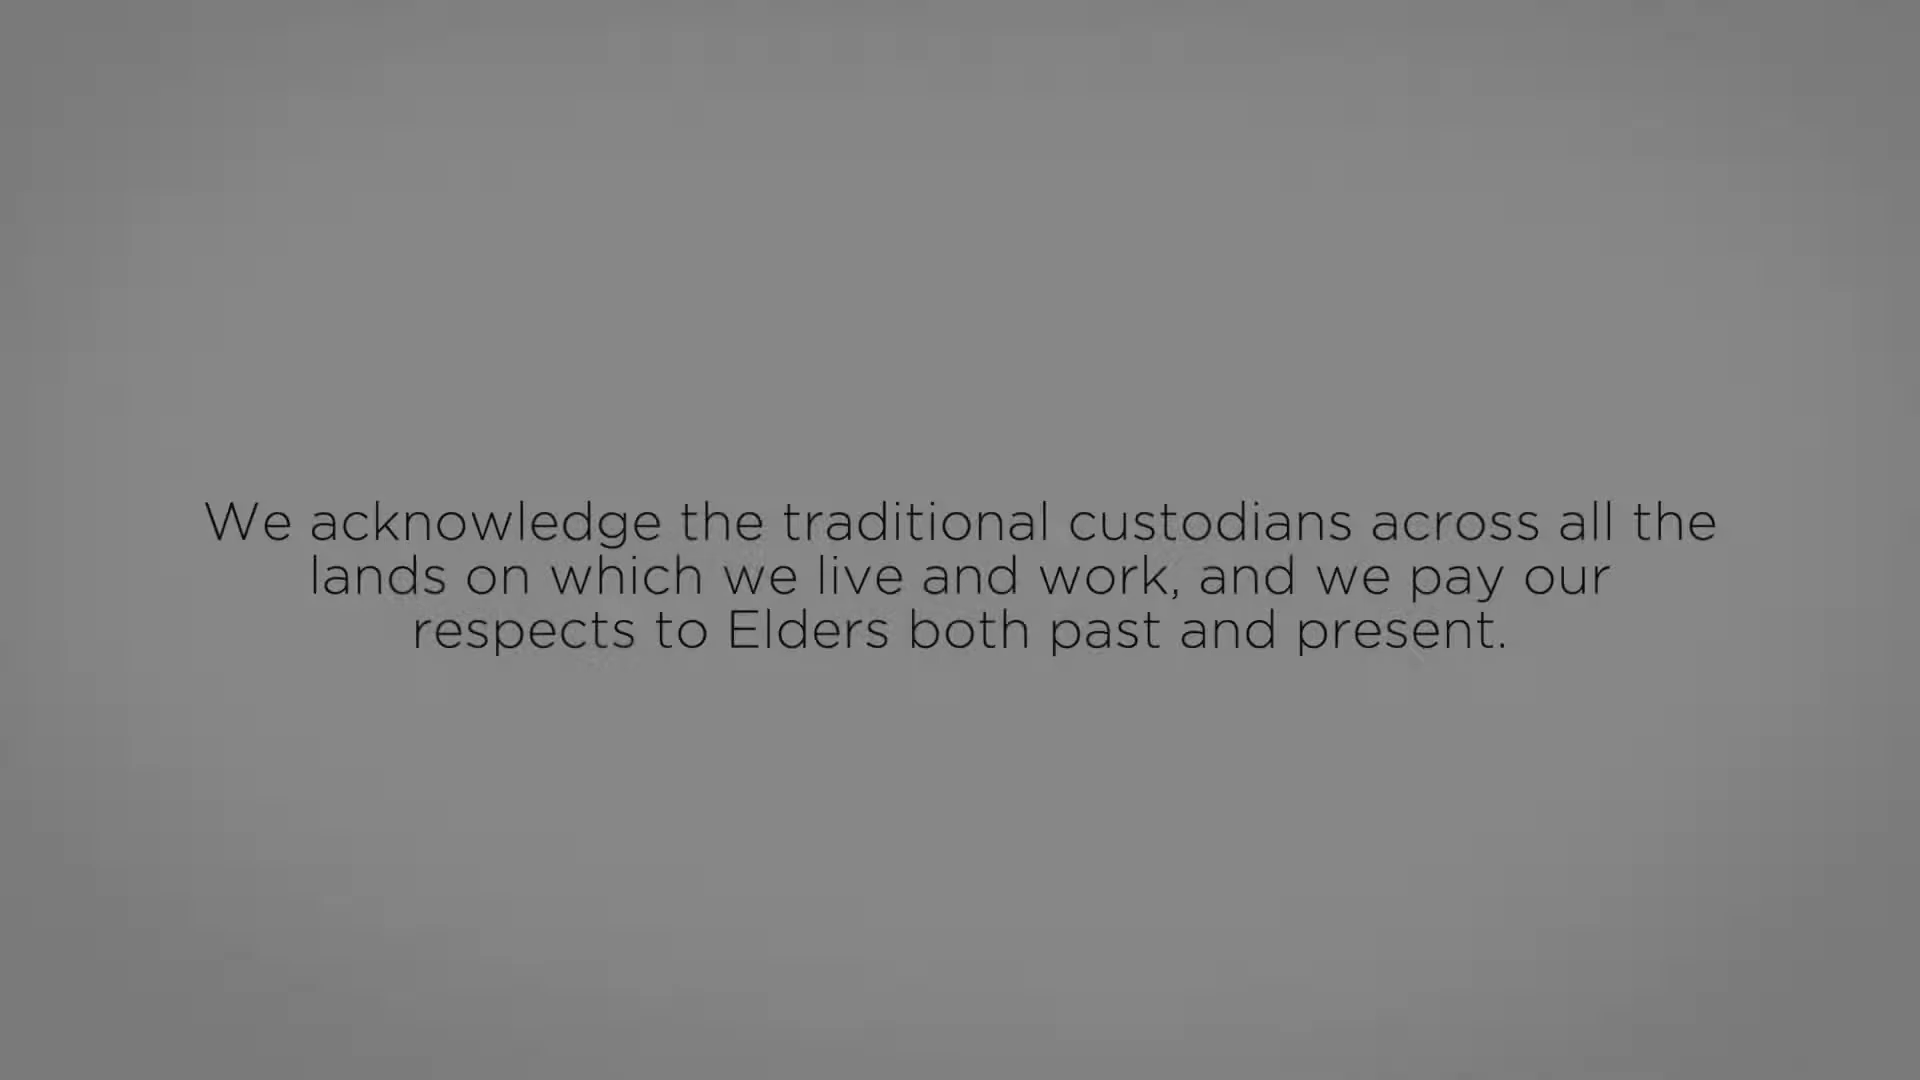 We acknowledge the traditional custodians across all the
lands on which we live and work, and we pay our
respects to Elders both past and present.